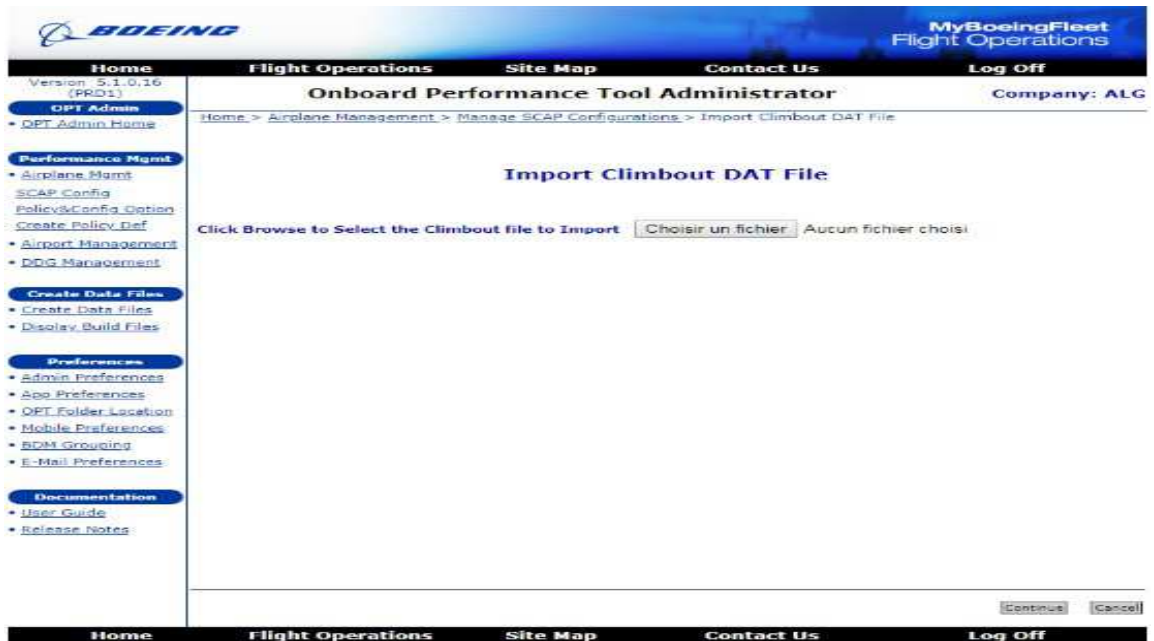 BOEING
MyBoeingFleet
Flight Operations
Home Flight Operations Site Map Contact Us Log Off
Version 5.1.0.16
(PRD1)
Onboard Performance Tool Administrator
Company: ALG
OPT Admin
• OPT Admin Home
Home > Airplane Management > Manage SCAP Configurations > Import Climbout DAT File
Performance Mgmt
• Airplane Mgmt
SCAP Config
Policy&Config Option
Create Policy Def
• Airport Management
• DDG Management
Import Climbout DAT File
Click Browse to Select the Climbout file to Import Choisir un fichier Aucun fichier choisi
Create Data Files
• Create Data Files
• Display Build Files
Preferences
• Admin Preferences
• App Preferences
• OPT Folder Location
• Mobile Preferences
• BDM Grouping
• E-Mail Preferences
Documentation
• User Guide
• Release Notes
Continue Cancel
Home Flight Operations Site Map Contact Us Log Off